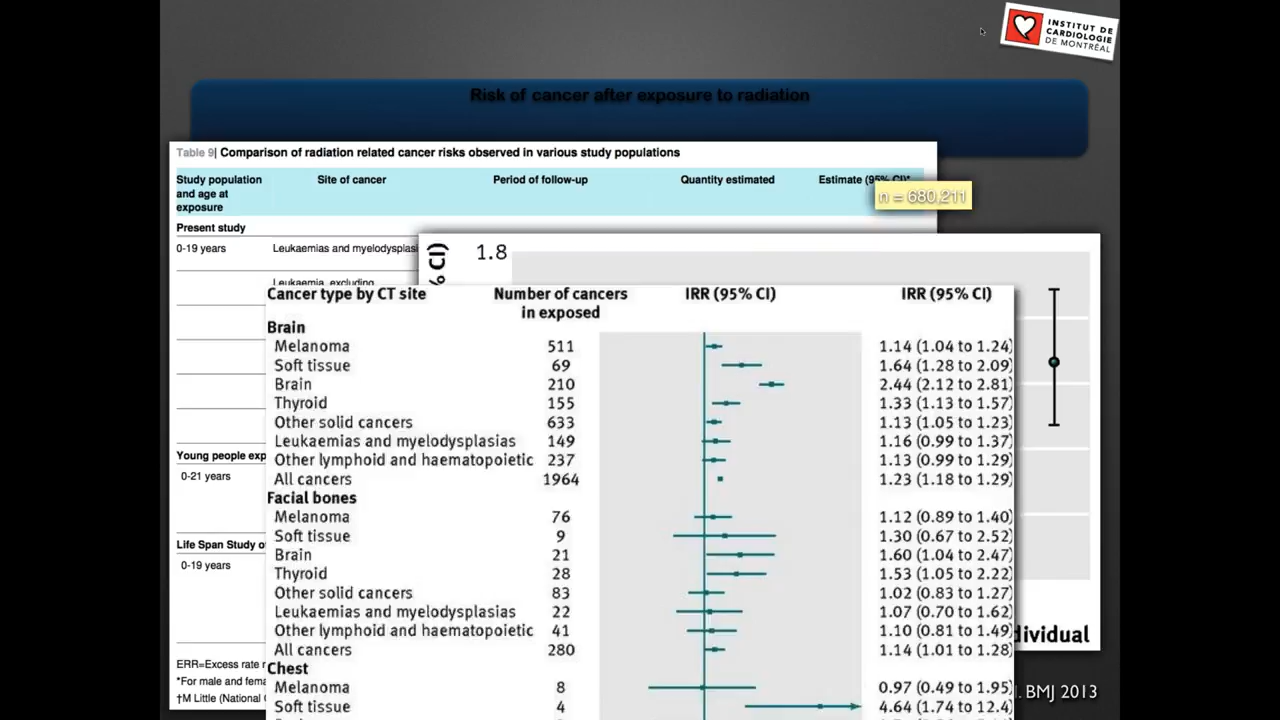 INSTITUT DE
CARDIOLOGIE
DE MONTRÉAL
Risk of cancer after exposure to radiation
Table 9| Comparison of radiation related cancer risks observed in various study populations
Study population and age at exposure Site of cancer Period of follow-up Quantity estimated Estimate (95% CI)*
n = 680,211
Present study
0-19 years Leukaemias and myelodysplasi
Leukaemia, excluding
% CI) 1.8
Young people exp
0-21 years
Life Span Study of
0-19 years
ERR=Excess rate r
*For male and fema
†M Little (National C
Cancer type by CT site Number of cancers in exposed IRR (95% CI) IRR (95% CI)
Brain
Melanoma 511 1.14 (1.04 to 1.24)
Soft tissue 69 1.64 (1.28 to 2.09)
Brain 210 2.44 (2.12 to 2.81)
Thyroid 155 1.33 (1.13 to 1.57)
Other solid cancers 633 1.13 (1.05 to 1.23)
Leukaemias and myelodysplasias 149 1.16 (0.99 to 1.37)
Other lymphoid and haematopoietic 237 1.13 (0.99 to 1.29)
All cancers 1964 1.23 (1.18 to 1.29)
Facial bones
Melanoma 76 1.12 (0.89 to 1.40)
Soft tissue 9 1.30 (0.67 to 2.52)
Brain 21 1.60 (1.04 to 2.47)
Thyroid 28 1.53 (1.05 to 2.22)
Other solid cancers 83 1.02 (0.83 to 1.27)
Leukaemias and myelodysplasias 22 1.07 (0.70 to 1.62)
Other lymphoid and haematopoietic 41 1.10 (0.81 to 1.49)
All cancers 280 1.14 (1.01 to 1.28)
Chest
Melanoma 8 0.97 (0.49 to 1.95)
Soft tissue 4 4.64 (1.74 to 12.4)
dividual
. BMJ 2013